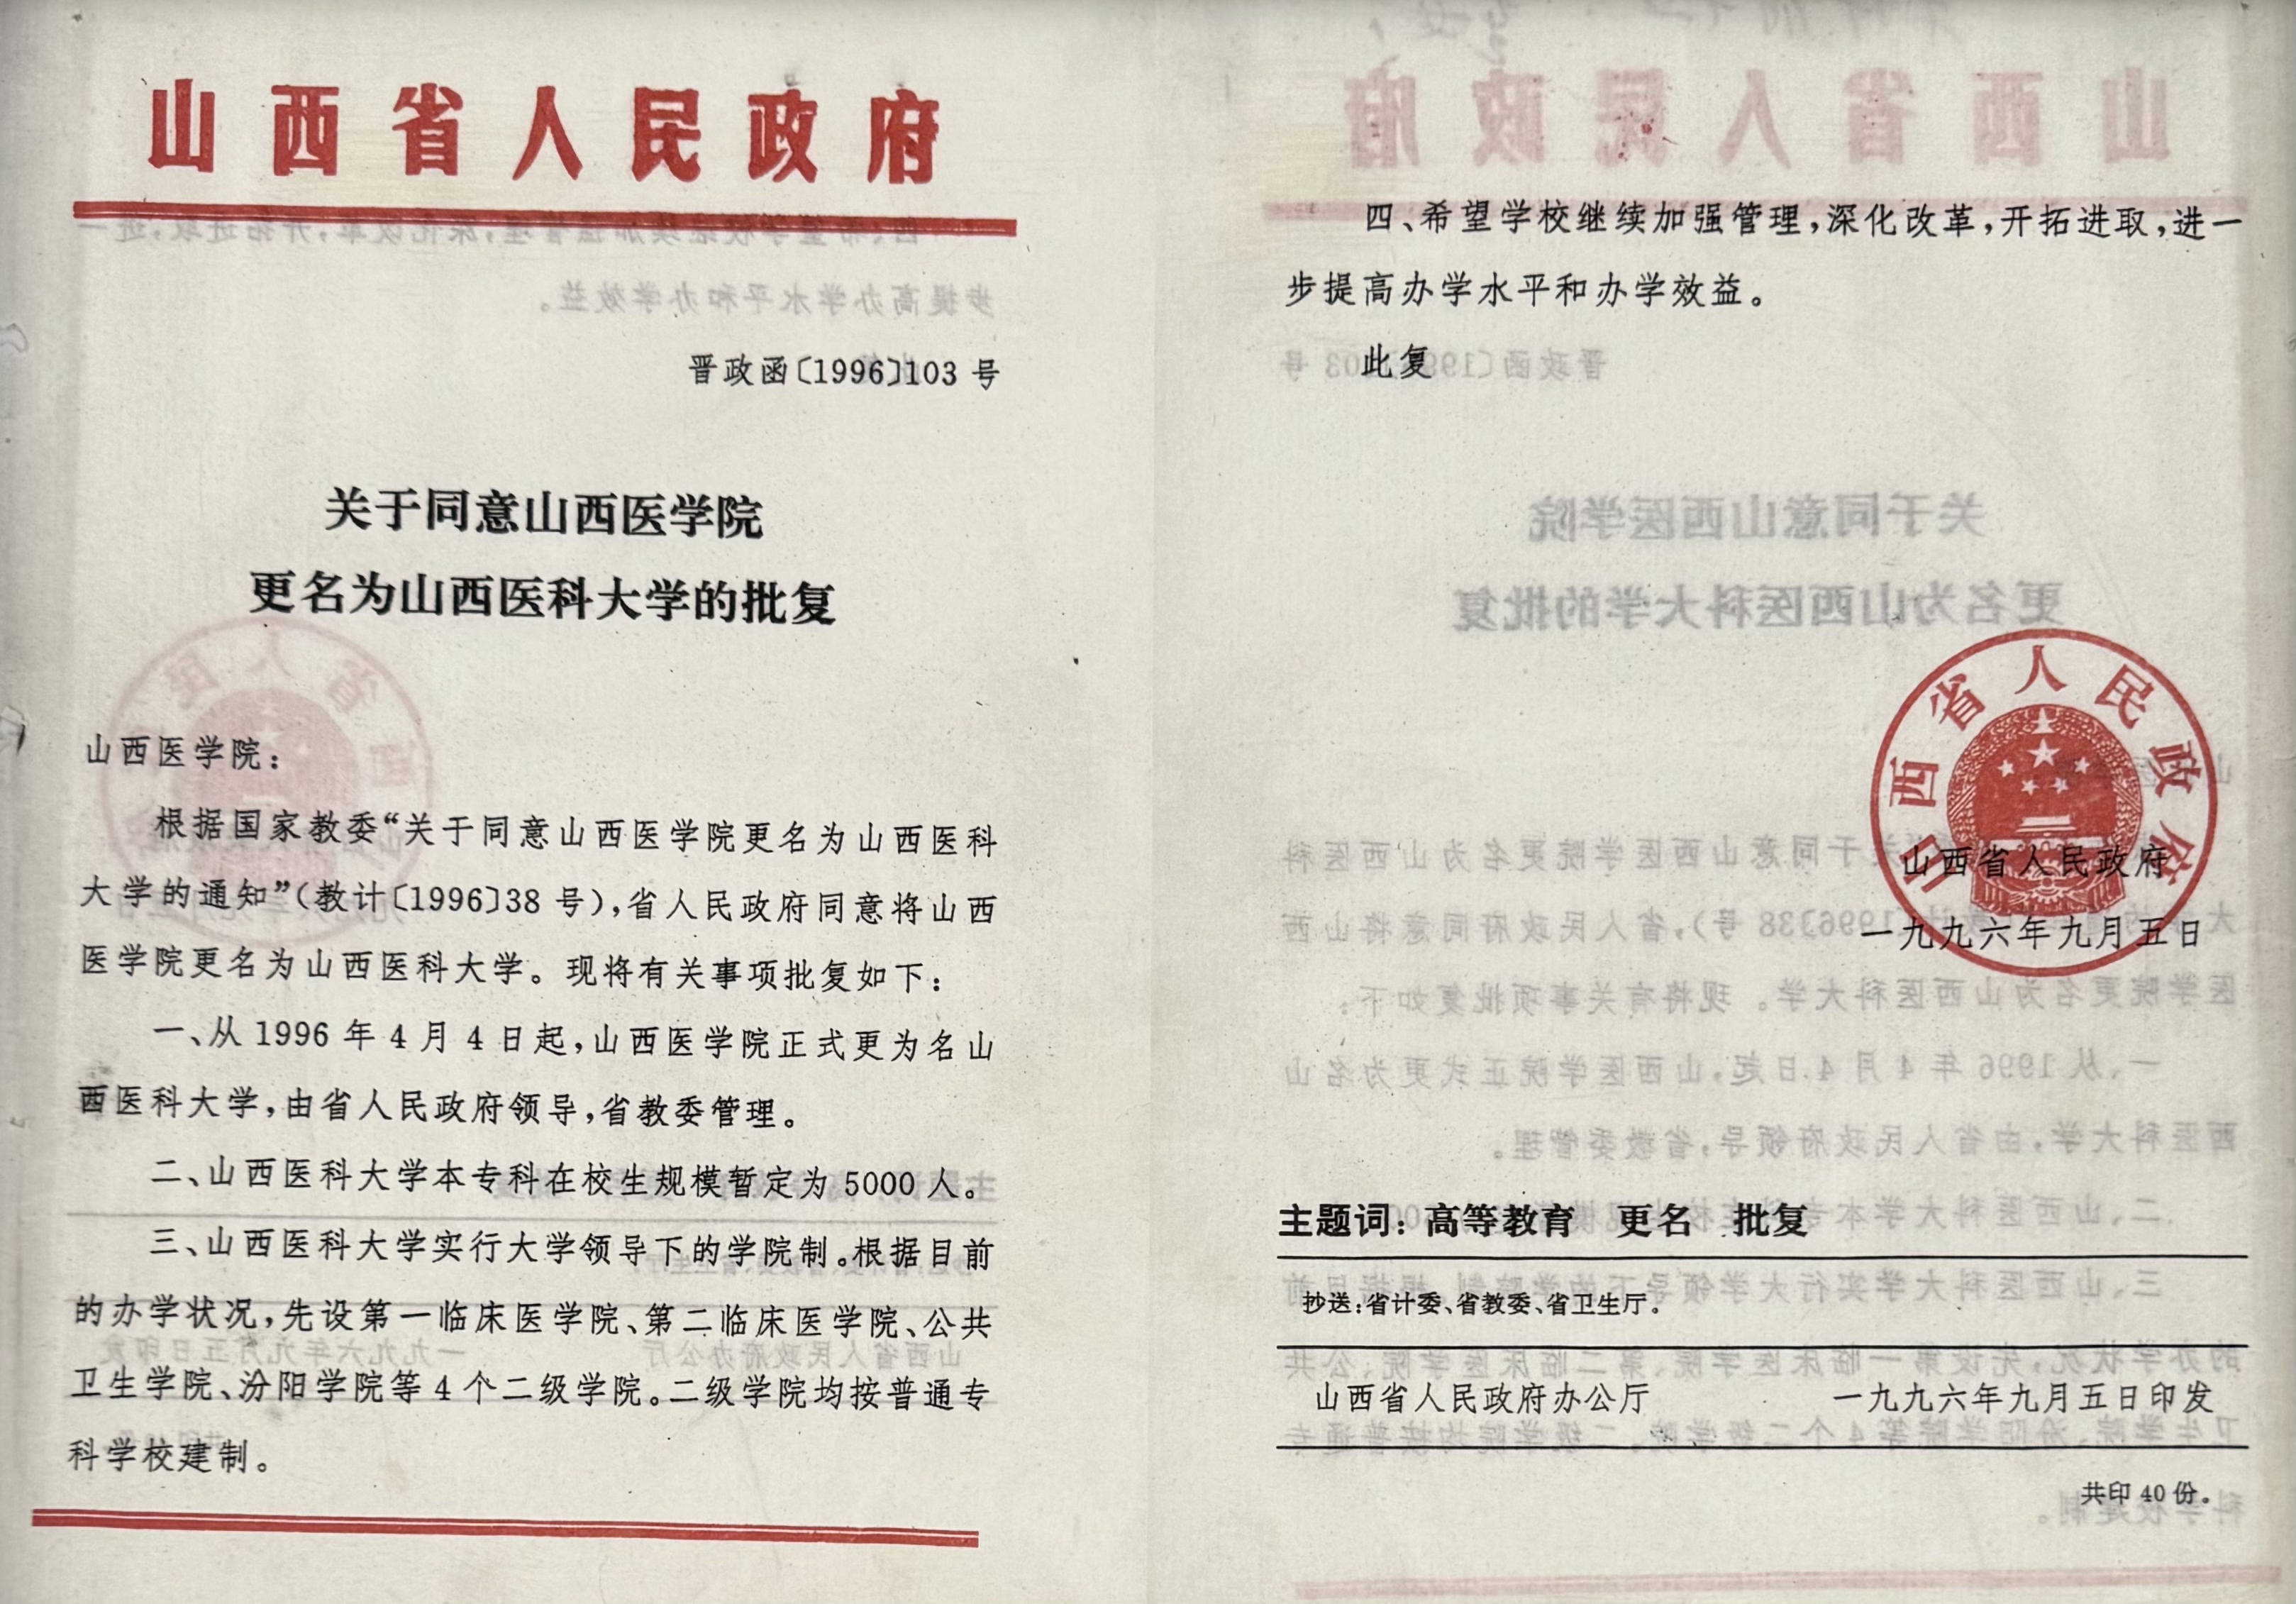 山西省人民政府
晋政函〔1996〕103 号
关于同意山西医学院
更名为山西医科大学的批复
山西医学院：
根据国家教委“关于同意山西医学院更名为山西医科
大学的通知”（教计〔1996〕38 号），省人民政府同意将山西
医学院更名为山西医科大学。现将有关事项批复如下：
一、从 1996 年 4 月 4 日起，山西医学院正式更为名山
西医科大学，由省人民政府领导，省教委管理。
二、山西医科大学本专科在校生规模暂定为 5000 人。
三、山西医科大学实行大学领导下的学院制。根据目前
的办学状况，先设第一临床医学院、第二临床医学院、公共
卫生学院、汾阳学院等 4 个二级学院。二级学院均按普通专
科学校建制。
四、希望学校继续加强管理，深化改革，开拓进取，进一
步提高办学水平和办学效益。
此复
山西省人民政府
山西省人民政府
一九九六年九月五日
主题词：高等教育 更名 批复
抄送：省计委、省教委、省卫生厅。
山西省人民政府办公厅 一九九六年九月五日印发
共印 40 份。